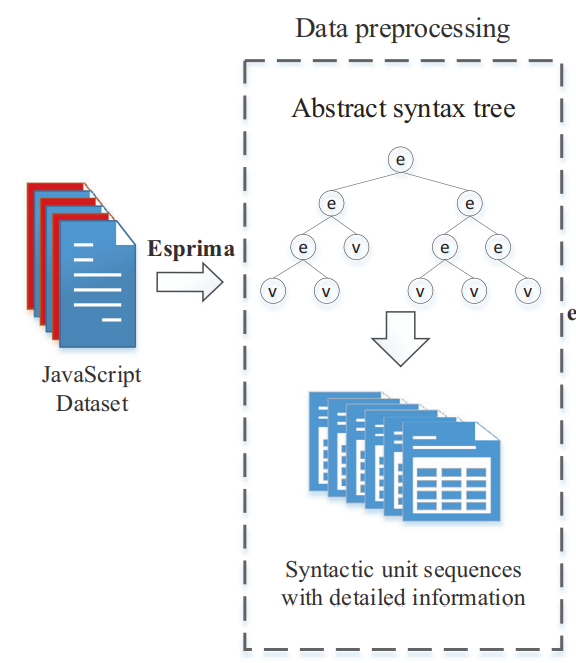 Data preprocessing
Abstract syntax tree
e
e e
e v e e
v v v v v
Esprima
e
JavaScript
Dataset
Syntactic unit sequences
with detailed information